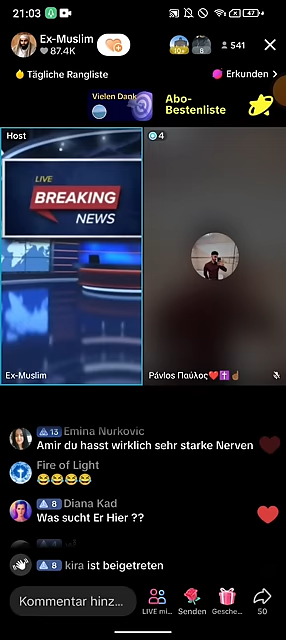 21:03
47
Ex-Muslim
87.4K
541
Tägliche Rangliste
Erkunden
Vielen Dank
Abo-
Bestenliste
Host
4
LIVE
BREAKING
NEWS
Ex-Muslim
Pávlos Παύλος
13 Emina Nurkovic
Amir du hasst wirklich sehr starke Nerven
Fire of Light
😂😂😂😂
8 Diana Kad
Was sucht Er Hier ??
8 kira ist beigetreten
Kommentar hinz...
LIVE mi...
Senden
Gesche...
50